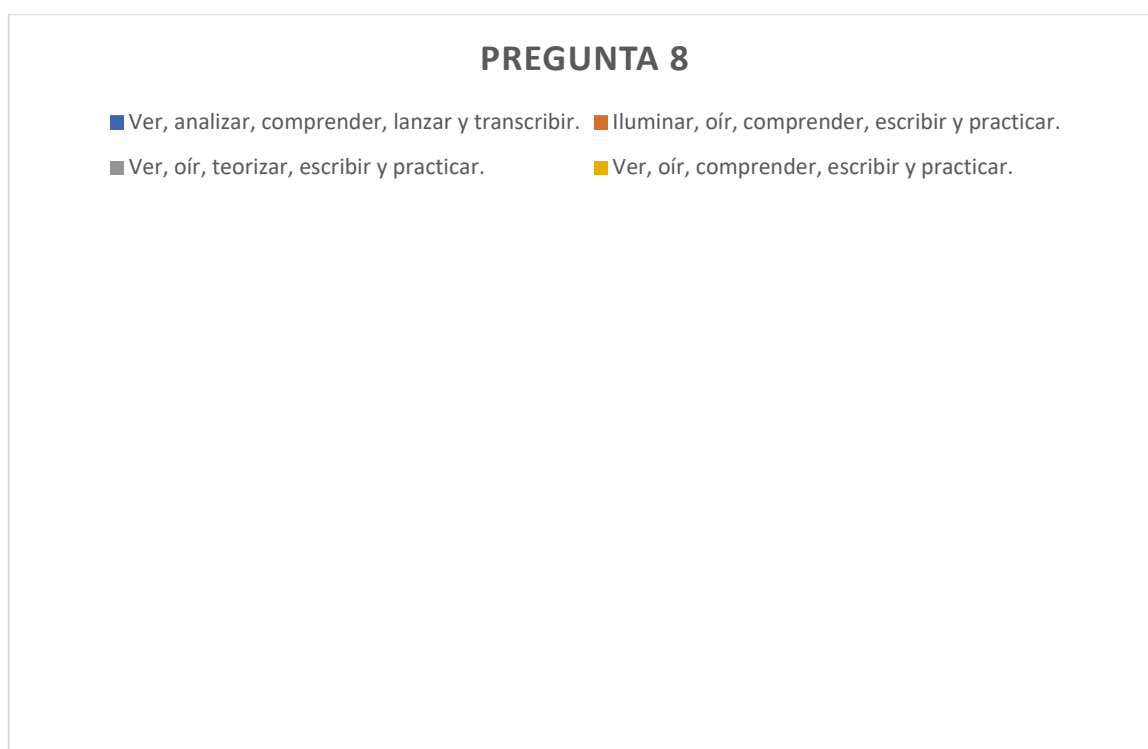 PREGUNTA 8
Ver, analizar, comprender, lanzar y transcribir. Iluminar, oír, comprender, escribir y practicar.
Ver, oír, teorizar, escribir y practicar. Ver, oír, comprender, escribir y practicar.